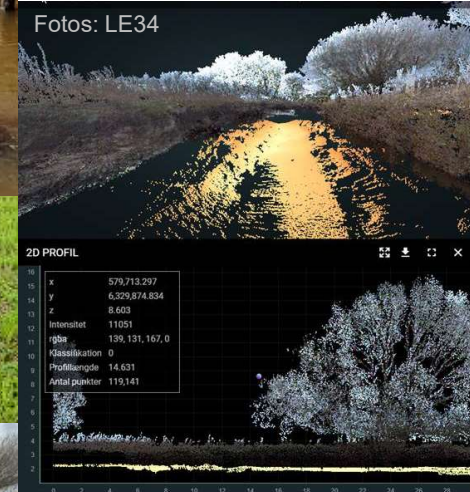 Fotos: LE34
2D PROFIL
x 579,713.297
y 6,329,874.834
z 8.603
Intensitet 11051
rgba 139, 131, 167, 0
Klassifikation 0
Profillængde 14.631
Antal punkter 119,141
16
15
14
13
12
11
10
9
8
7
6
5
4
3
2
0 2 4 6 8 10 12 14 16 18 20 22 24 26 28